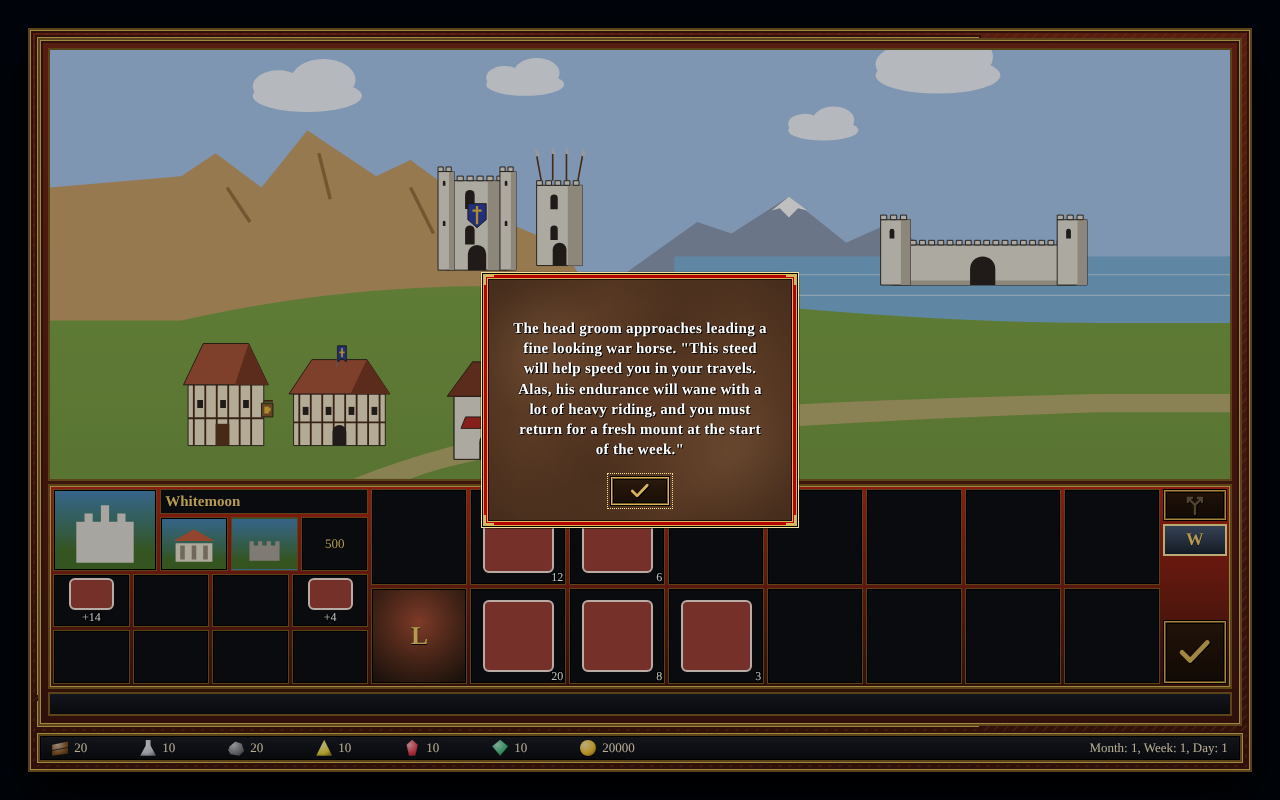 The head groom approaches leading a
fine looking war horse. "This steed
will help speed you in your travels.
Alas, his endurance will wane with a
lot of heavy riding, and you must
return for a fresh mount at the start
of the week."
Whitemoon
500
W
12
6
+14
+4
L
20
8
3
20
10
20
10
10
10
20000
Month: 1, Week: 1, Day: 1